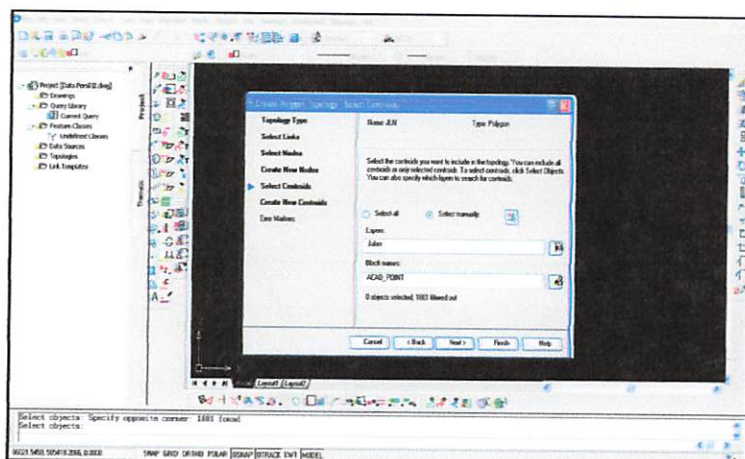 Project [Data Persil 02.dwg]
Drawings
Query Library
Current Query
Feature Classes
Undefined Classes
Data Sources
Topologies
Link Templates
Project
Thematic
Create Polygon Topology - Select Centroids
Topology Type
Select Links
Select Nodes
Create New Nodes
Select Centroids
Create New Centroids
Error Markers
Name: JLN
Type: Polygon
Select the centroids you want to include in the topology. You can include all
centroids or only selected centroids. To select centroids, click Select Objects.
You can also specify which layers to search for centroids.
Select all
Select manually:
Layers:
Jalan
Block names:
ACAD_POINT
0 objects selected, 1881 filtered out
Cancel
< Back
Next >
Finish
Help
Layout1
Layout2
Select objects: Specify opposite corner: 1881 found
Select objects:
SNAP GRID ORTHO POLAR OSNAP OTRACK LWT MODEL